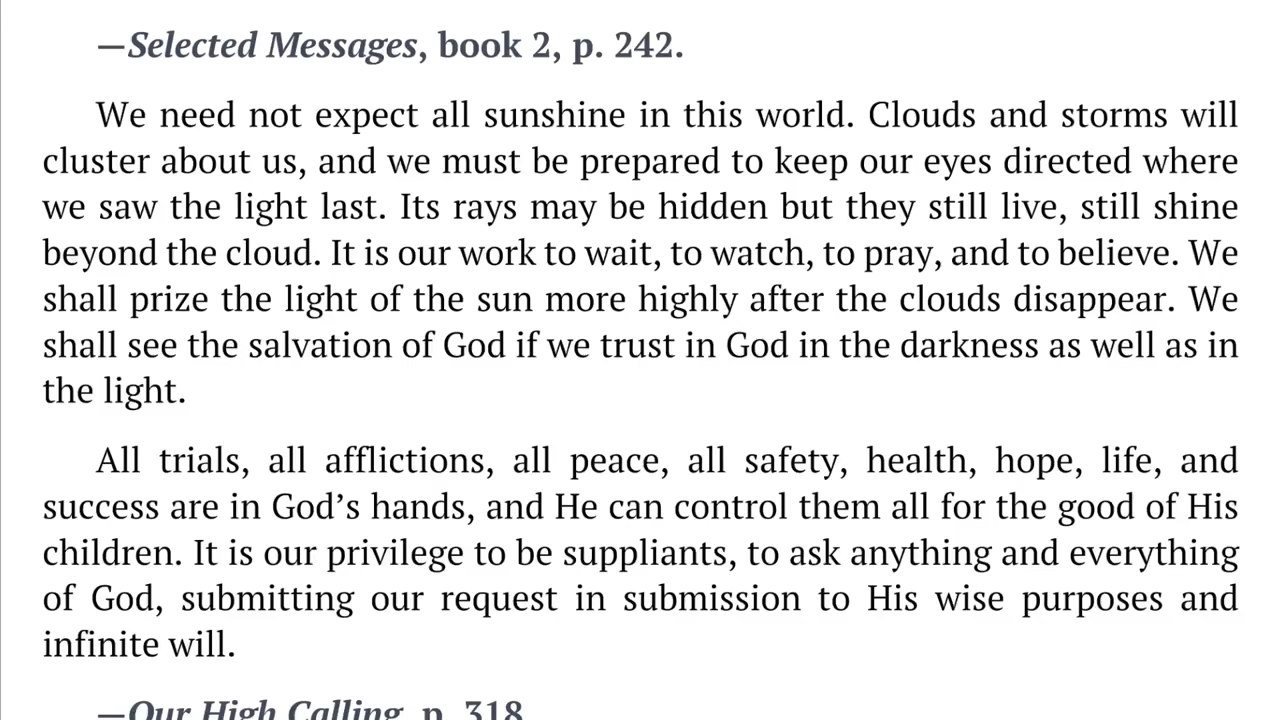 —Selected Messages, book 2, p. 242.
We need not expect all sunshine in this world. Clouds and storms will
cluster about us, and we must be prepared to keep our eyes directed where
we saw the light last. Its rays may be hidden but they still live, still shine
beyond the cloud. It is our work to wait, to watch, to pray, and to believe. We
shall prize the light of the sun more highly after the clouds disappear. We
shall see the salvation of God if we trust in God in the darkness as well as in
the light.
All trials, all afflictions, all peace, all safety, health, hope, life, and
success are in God’s hands, and He can control them all for the good of His
children. It is our privilege to be suppliants, to ask anything and everything
of God, submitting our request in submission to His wise purposes and
infinite will.
—Our High Calling, p. 318.